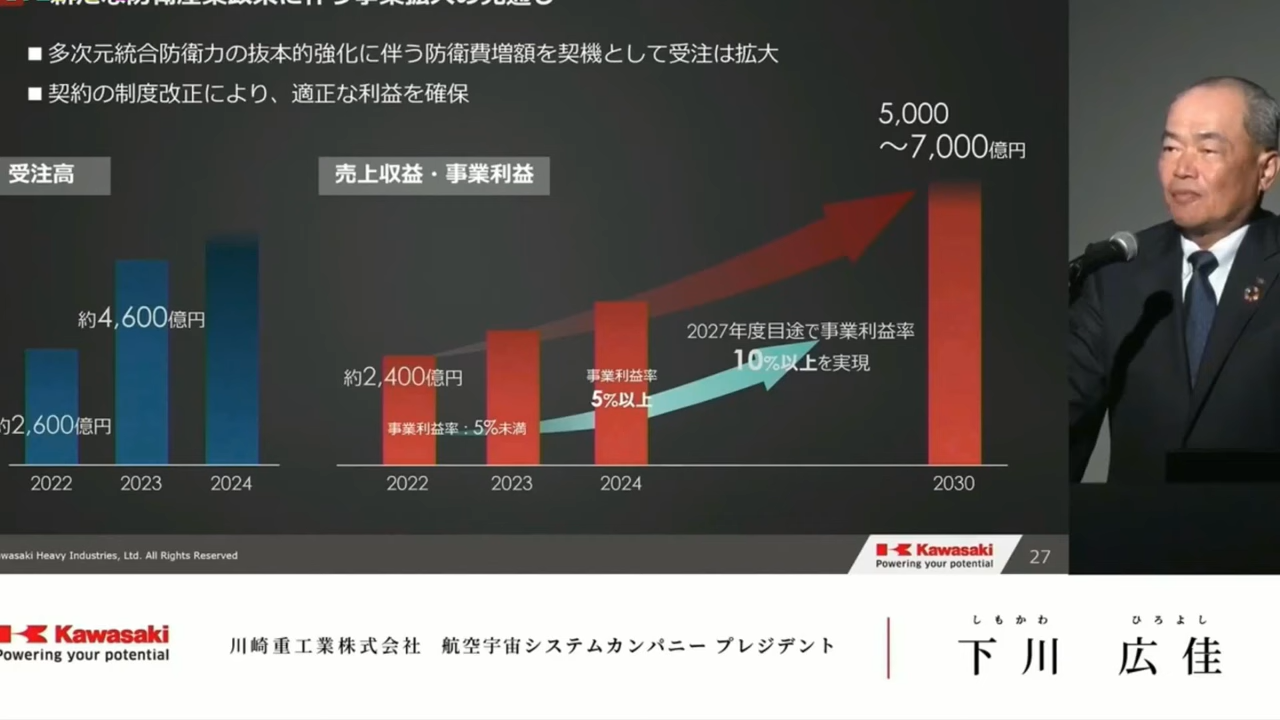 ■ 多次元統合防衛力の抜本的強化に伴う防衛費増額を契機として受注は拡大
■ 契約の制度改正により、適正な利益を確保
受注高
約4,600億円
約2,600億円
2022 2023 2024
売上収益・事業利益
5,000
～7,000億円
2027年度目途で事業利益率
10%以上を実現
約2,400億円
事業利益率
5%以上
事業利益率：5%未満
2022 2023 2024 2030
wasaki Heavy Industries, Ltd. All Rights Reserved
Kawasaki
Powering your potential
27
Kawasaki
Powering your potential
川崎重工業株式会社 航空宇宙システムカンパニー プレジデント
しもかわ ひろよし
下川 広佳